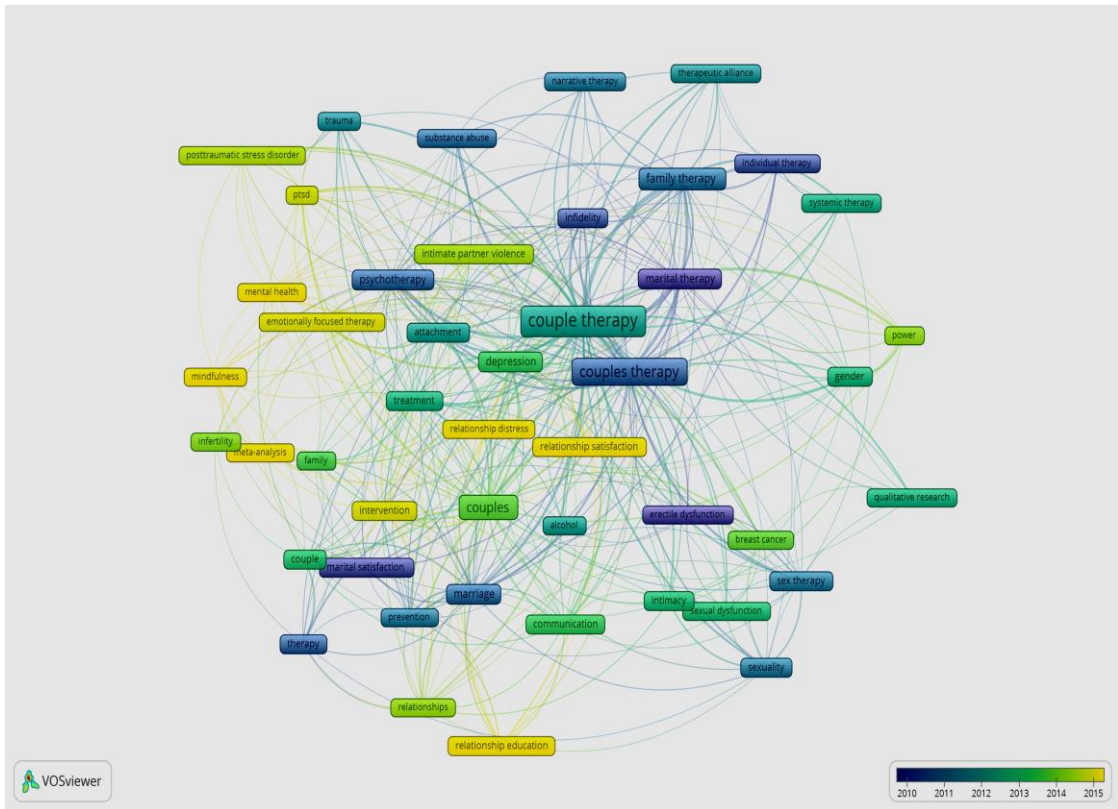 therapeutic alliance
narrative therapy
trauma
substance abuse
posttraumatic stress disorder
individual therapy
family therapy
ptsd
systemic therapy
infidelity
intimate partner violence
psychotherapy
marital therapy
mental health
emotionally focused therapy
couple therapy
attachment
power
depression
couples therapy
mindfulness
gender
treatment
relationship distress
infertility
relationship satisfaction
meta-analysis
family
qualitative research
intervention
couples
erectile dysfunction
alcohol
breast cancer
couple
marital satisfaction
sex therapy
marriage
intimacy
sexual dysfunction
prevention
communication
therapy
sexuality
relationships
relationship education
VOSviewer
2010 2011 2012 2013 2014 2015